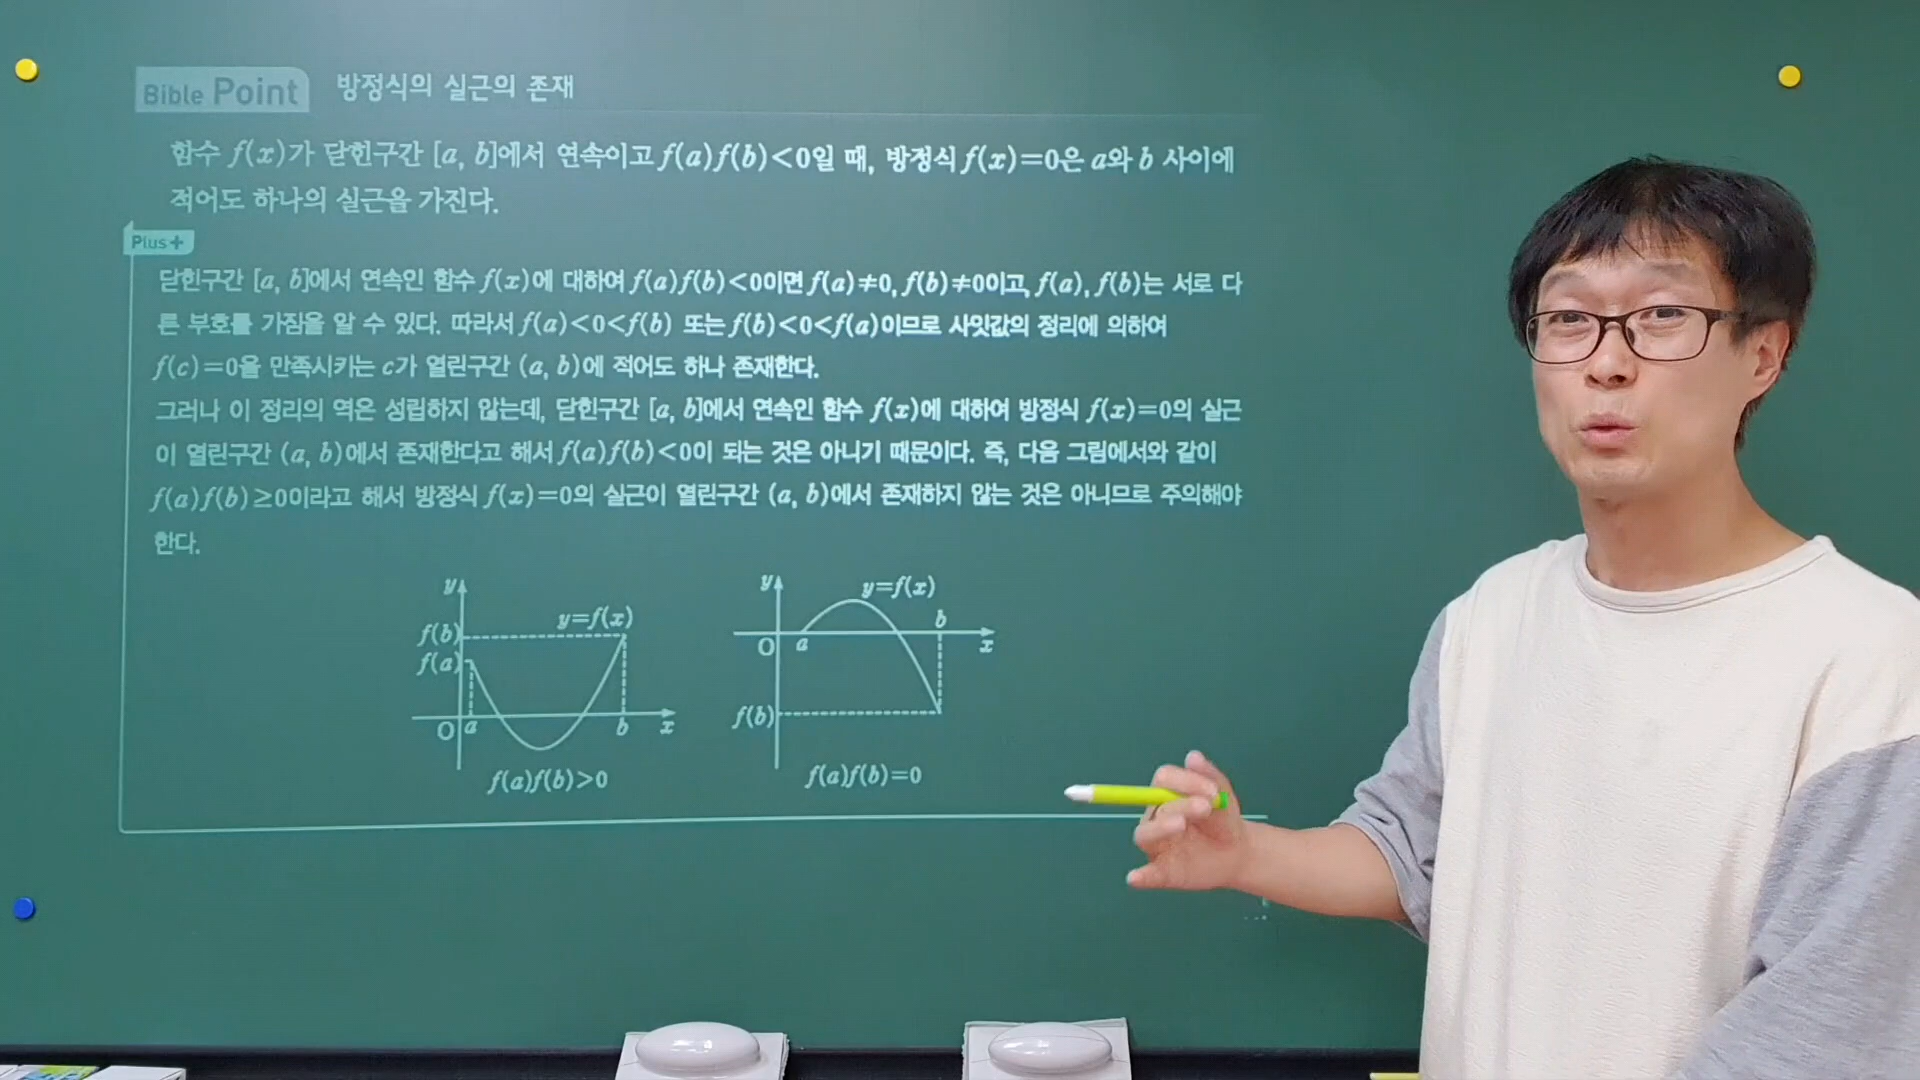 Bible Point 방정식의 실근의 존재
함수 f(x)가 닫힌구간 [a, b]에서 연속이고 f(a)f(b)<0일 때, 방정식 f(x)=0은 a와 b 사이에
적어도 하나의 실근을 가진다.
Plus+
닫힌구간 [a, b]에서 연속인 함수 f(x)에 대하여 f(a)f(b)<0이면 f(a)≠0, f(b)≠0이고, f(a), f(b)는 서로 다
른 부호를 가짐을 알 수 있다. 따라서 f(a)<0<f(b) 또는 f(b)<0<f(a)이므로 사잇값의 정리에 의하여
f(c)=0을 만족시키는 c가 열린구간 (a, b)에 적어도 하나 존재한다.
그러나 이 정리의 역은 성립하지 않는데, 닫힌구간 [a, b]에서 연속인 함수 f(x)에 대하여 방정식 f(x)=0의 실근
이 열린구간 (a, b)에서 존재한다고 해서 f(a)f(b)<0이 되는 것은 아니기 때문이다. 즉, 다음 그림에서와 같이
f(a)f(b)≥0이라고 해서 방정식 f(x)=0의 실근이 열린구간 (a, b)에서 존재하지 않는 것은 아니므로 주의해야
한다.
y
y=f(x)
f(b)
f(a)
O a b x
f(a)f(b)>0
y
y=f(x)
b
O a x
f(b)
f(a)f(b)=0